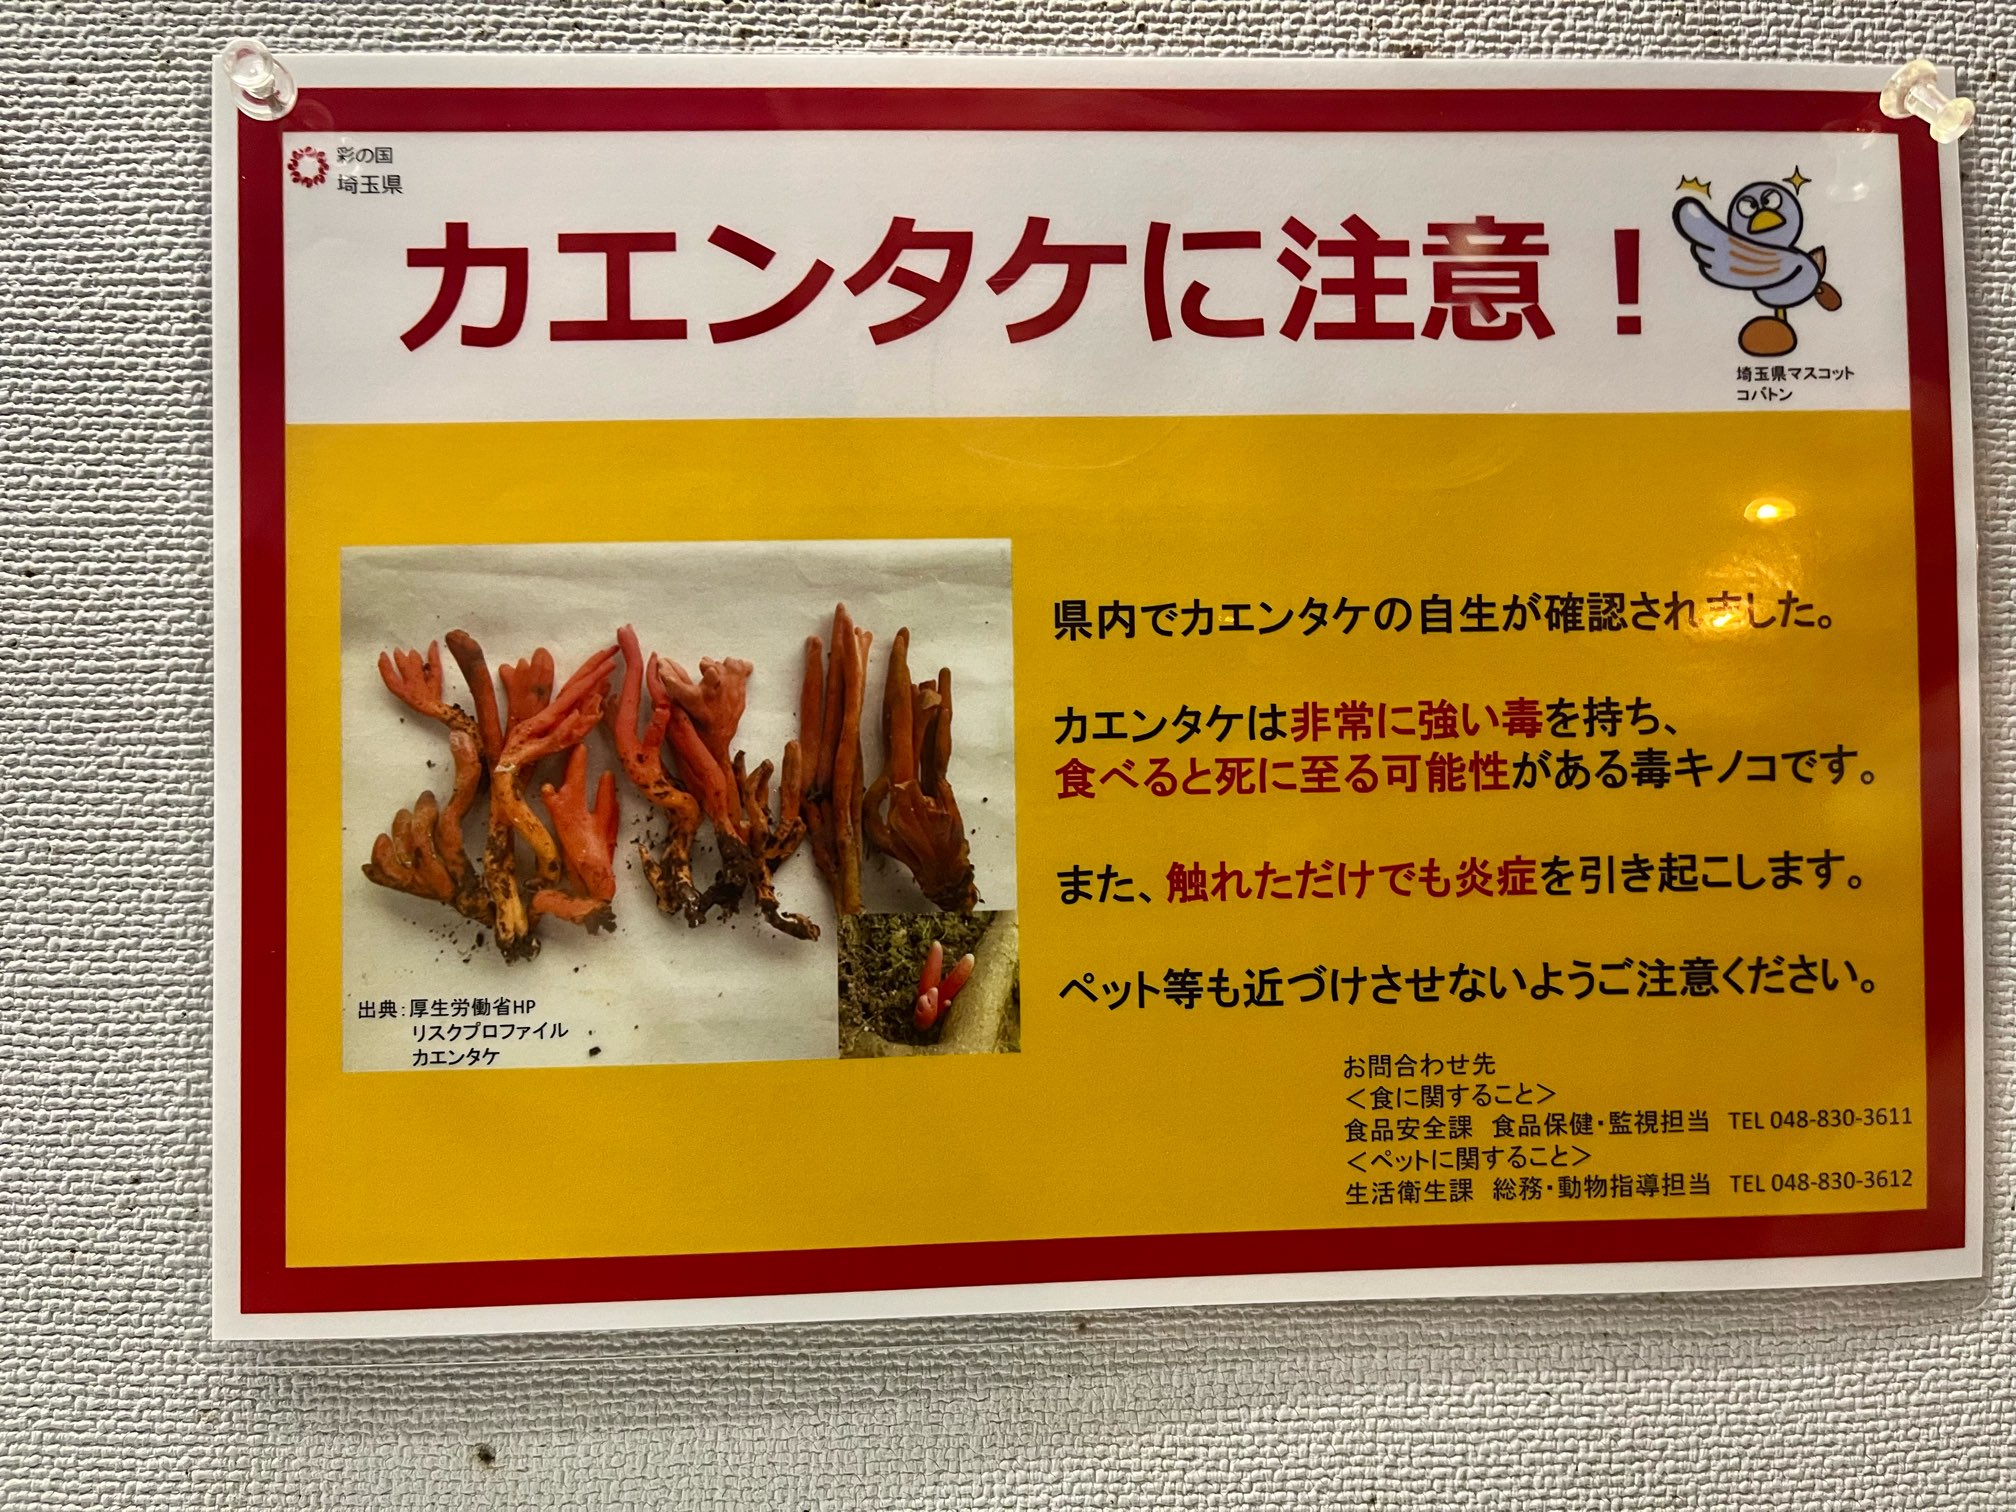 彩の国
埼玉県
カエンタケに注意！
埼玉県マスコット
コバトン
県内でカエンタケの自生が確認されました。
カエンタケは非常に強い毒を持ち、
食べると死に至る可能性がある毒キノコです。
また、触れただけでも炎症を引き起こします。
ペット等も近づけさせないようご注意ください。
出典：厚生労働省HP
リスクプロファイル
カエンタケ
お問合わせ先
＜食に関すること＞
食品安全課　食品保健・監視担当　TEL 048-830-3611
＜ペットに関すること＞
生活衛生課　総務・動物指導担当　TEL 048-830-3612